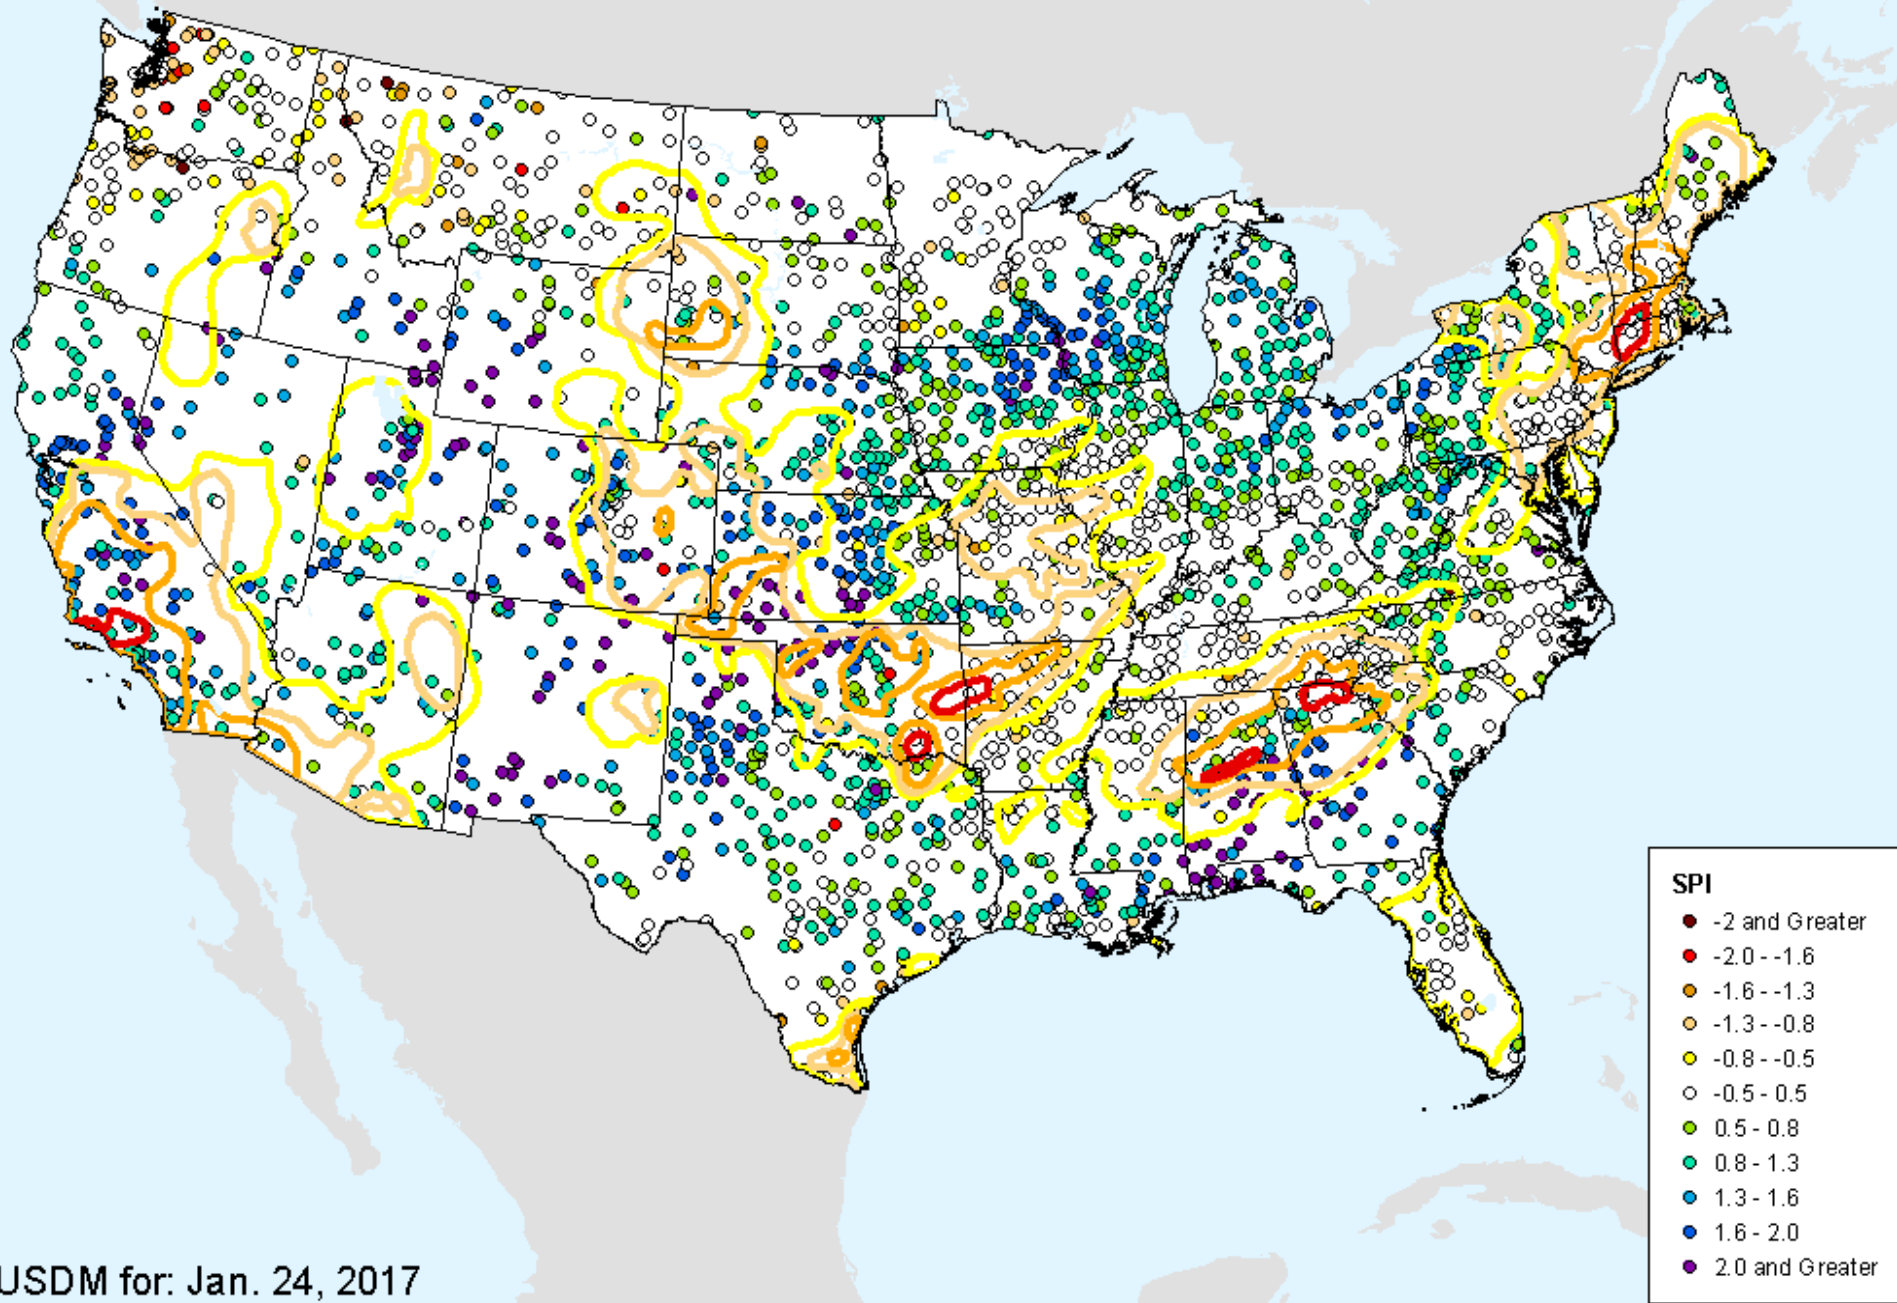 SPI
-2 and Greater
-2.0 - -1.6
-1.6 - -1.3
-1.3 - -0.8
-0.8 - -0.5
-0.5 - 0.5
0.5 - 0.8
0.8 - 1.3
1.3 - 1.6
1.6 - 2.0
2.0 and Greater
USDM for: Jan. 24, 2017